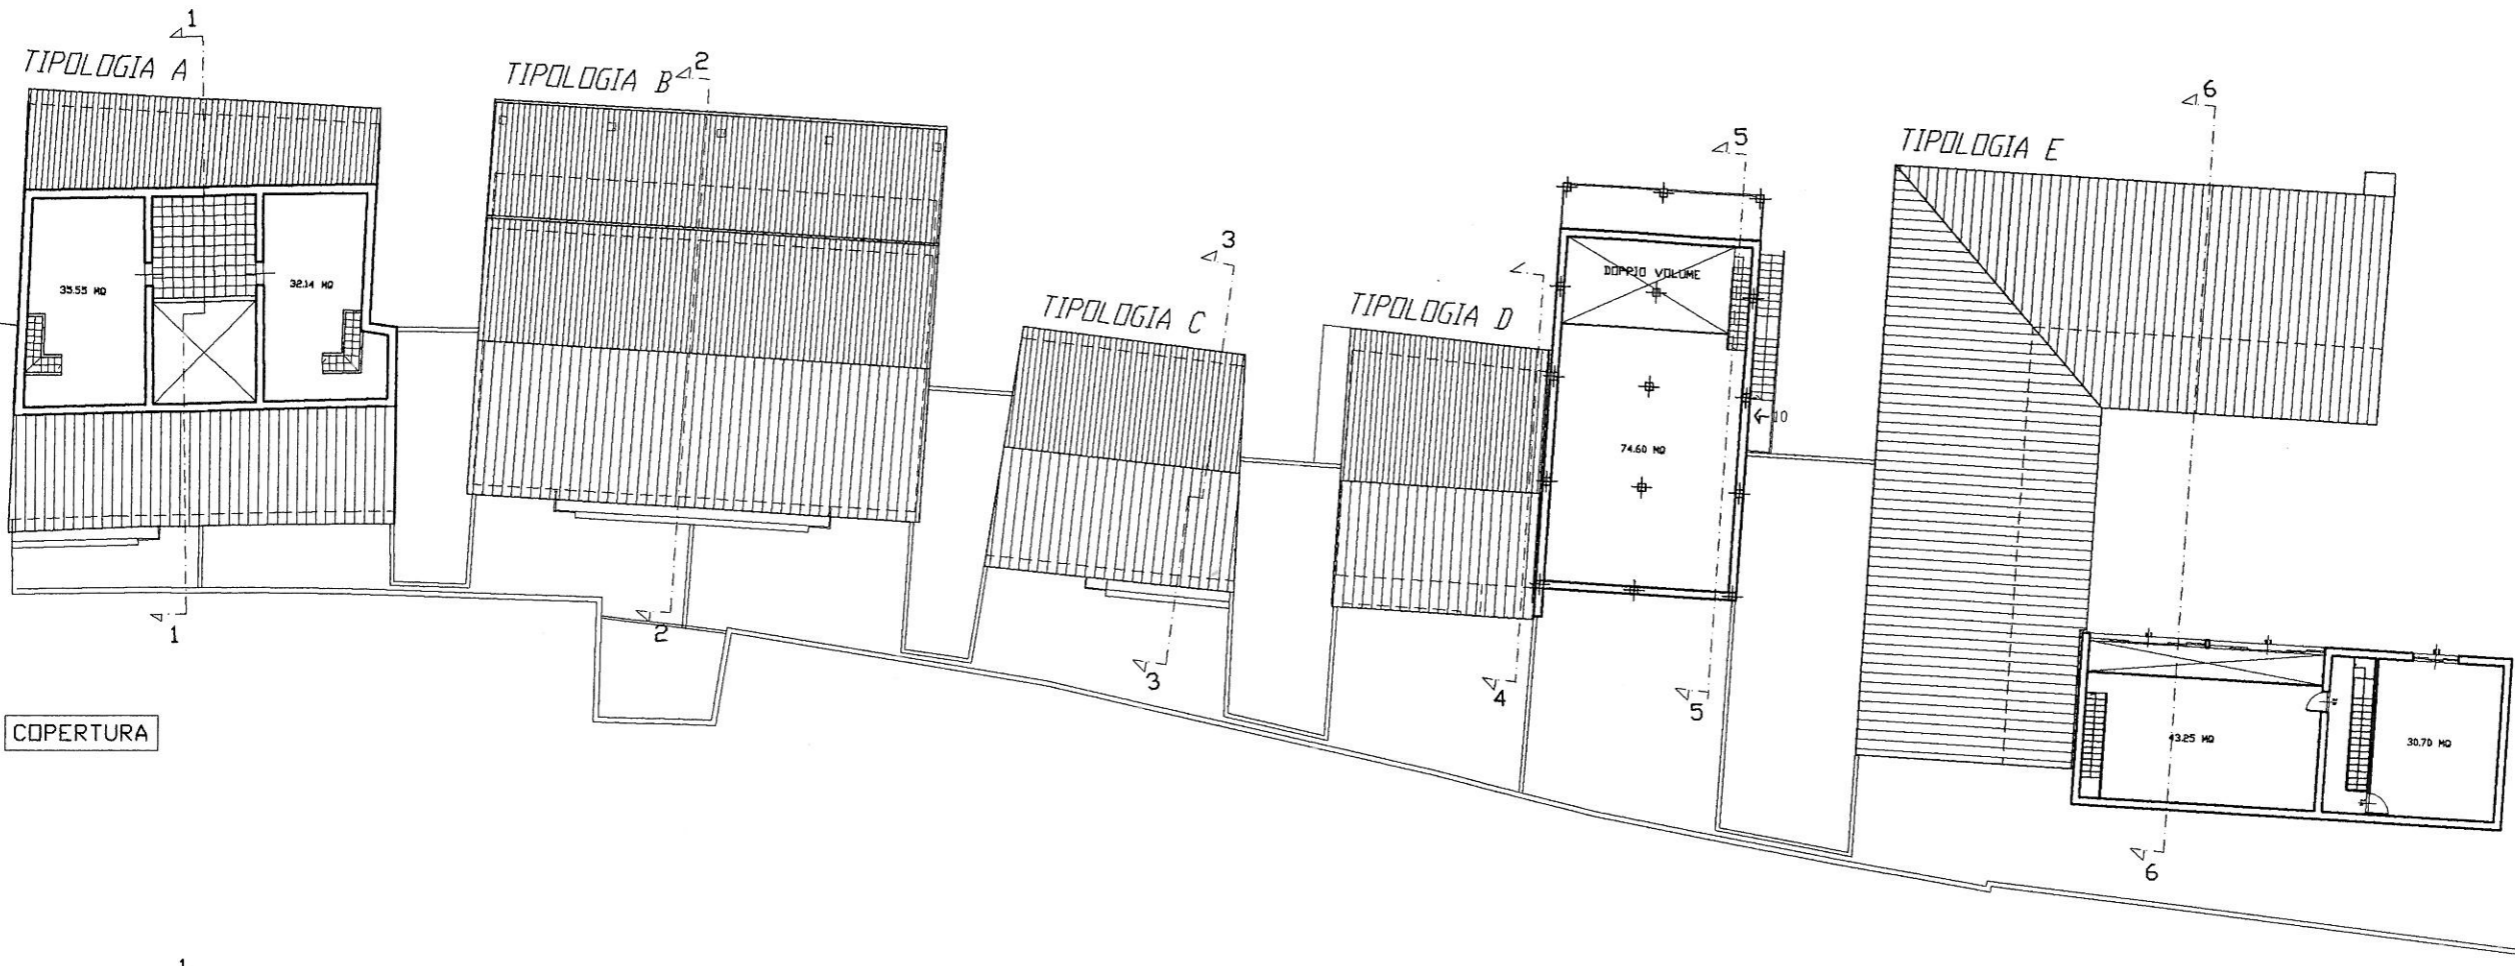 1
TIPOLOGIA A
2
TIPOLOGIA B
6
5
TIPOLOGIA E
3
TIPOLOGIA C
TIPOLOGIA D
DOPPIO VOLUME
35.55 MQ
32.14 MQ
10
74.60 MQ
1
2
3
4
5
6
COPERTURA
43.25 MQ
30.70 MQ
1